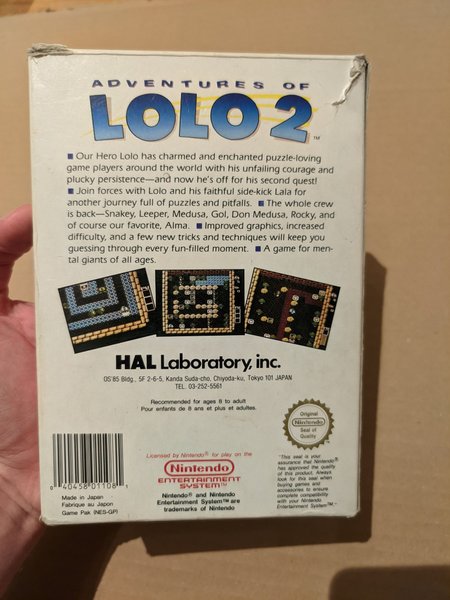 ADVENTURES OF
LOLO 2 ™
■ Our Hero Lolo has charmed and enchanted puzzle-loving
game players around the world with his unfailing courage and
plucky persistence—and now he's off for his second quest!
■ Join forces with Lolo and his faithful side-kick Lala for
another journey full of puzzles and pitfalls. ■ The whole crew
is back—Snakey, Leeper, Medusa, Gol, Don Medusa, Rocky, and
of course our favorite, Alma. ■ Improved graphics, increased
difficulty, and a few new tricks and techniques will keep you
guessing through every fun-filled moment. ■ A game for men-
tal giants of all ages.
HAL Laboratory, inc.
OS'85 Bldg., 5F 2-6-5, Kanda Suda-cho, Chiyoda-ku, Tokyo 101 JAPAN
TEL. 03-252-5561
Recommended for ages 8 to adult
Pour enfants de 8 ans et plus et adultes.
0 40458 01108 1
Made in Japan
Fabrique au Japon
Game Pak (NES-GP)
Licensed by Nintendo® for play on the
Nintendo
ENTERTAINMENT
SYSTEM™
Nintendo® and Nintendo
Entertainment System™ are
trademarks of Nintendo
Original
Nintendo
Seal of
Quality
"This seal is your
assurance that Nintendo®
has approved the quality
of this product. Always
look for this seal when
buying games and
accessories to ensure
complete compatibility
with your Nintendo
Entertainment System.™"